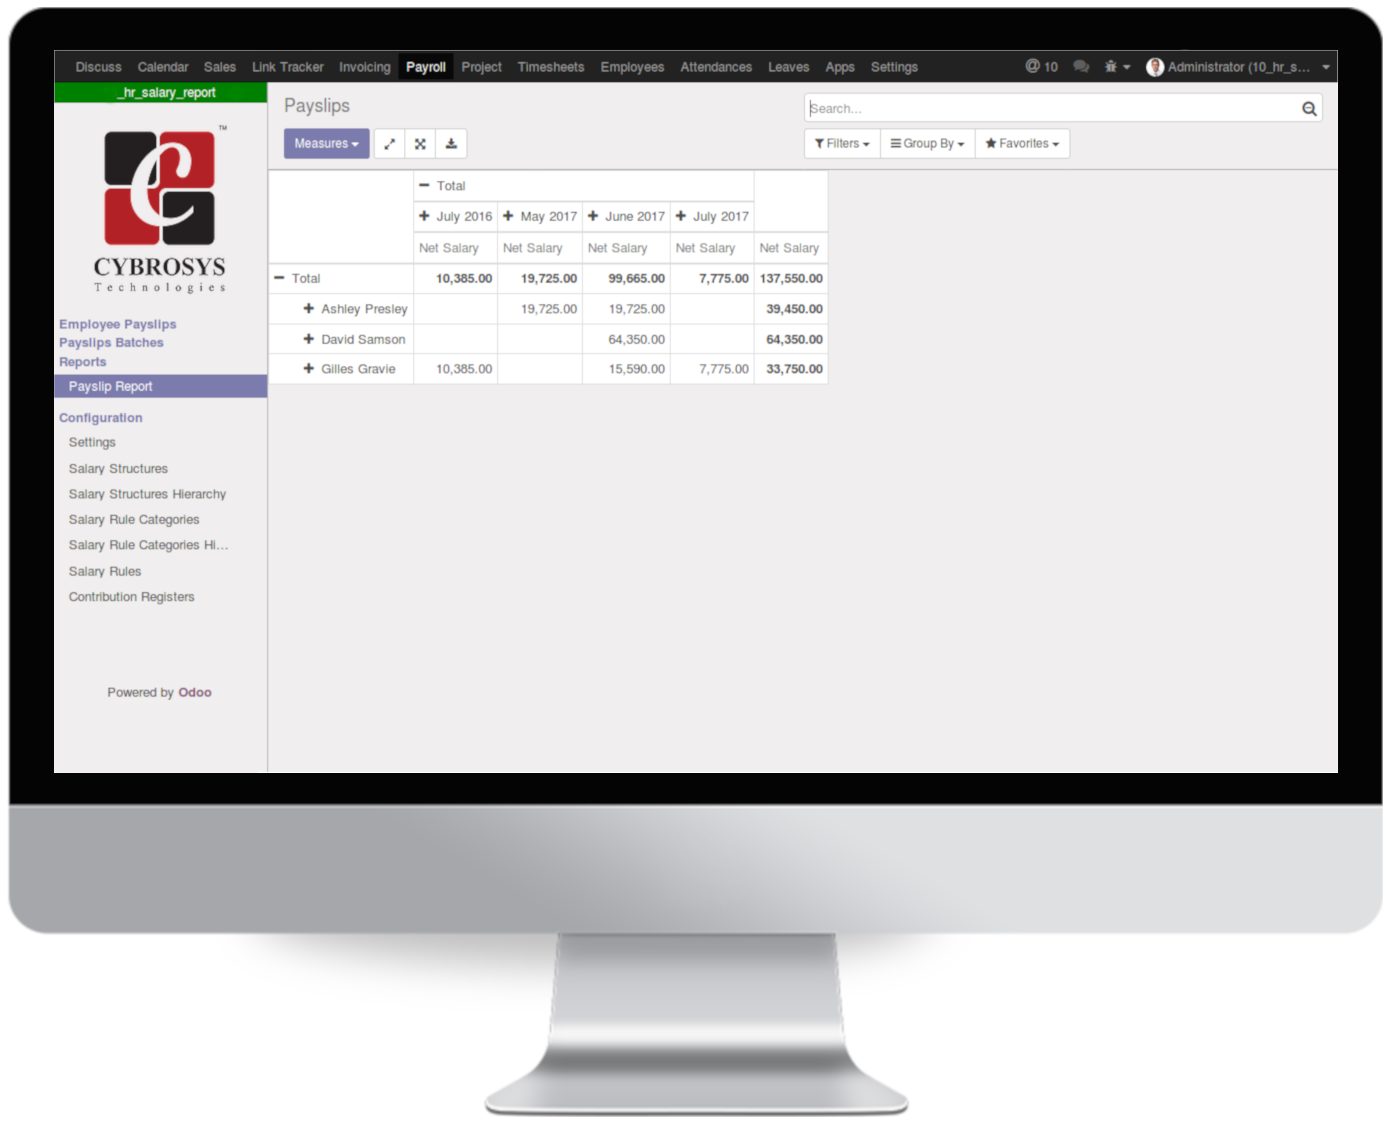 Discuss Calendar Sales Link Tracker Invoicing Payroll Project Timesheets Employees Attendances Leaves Apps Settings @ 10 Administrator (10_hr_s...
_hr_salary_report
TM
C
CYBROSYS
Technologies
Employee Payslips
Payslips Batches
Reports
Payslip Report
Configuration
Settings
Salary Structures
Salary Structures Hierarchy
Salary Rule Categories
Salary Rule Categories Hi...
Salary Rules
Contribution Registers
Powered by Odoo
Payslips
Search...
Measures
Filters Group By Favorites
Total
July 2016 May 2017 June 2017 July 2017
Net Salary Net Salary Net Salary Net Salary Net Salary
Total 10,385.00 19,725.00 99,665.00 7,775.00 137,550.00
Ashley Presley 19,725.00 19,725.00 39,450.00
David Samson 64,350.00 64,350.00
Gilles Gravie 10,385.00 15,590.00 7,775.00 33,750.00